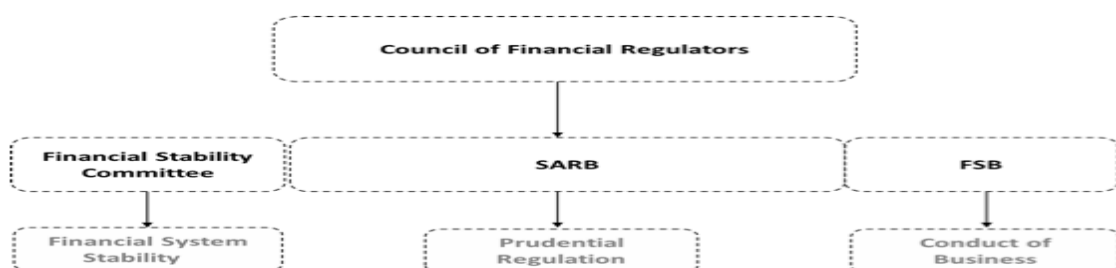 Council of Financial Regulators
Financial Stability
Committee
SARB
FSB
Financial System
Stability
Prudential
Regulation
Conduct of
Business